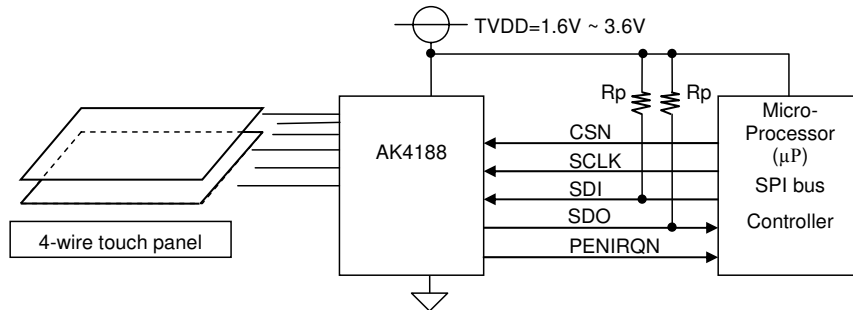 TVDD=1.6V ~ 3.6V
Rp
Rp
AK4188
CSN
SCLK
SDI
SDO
PENIRQN
Micro-
Processor
(μP)
SPI bus
Controller
4-wire touch panel